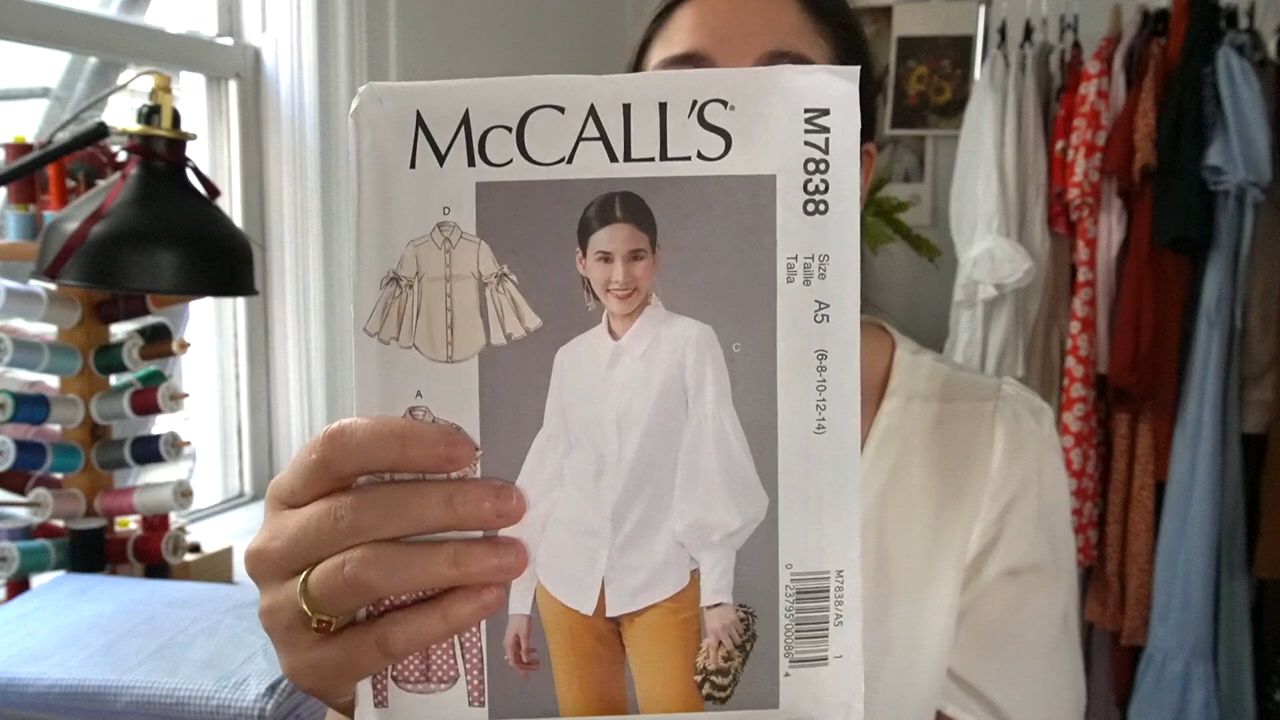 McCALL'S
M7838
D
Size A5 (6-8-10-12-14)
Taille
Talla
C
A
M7838/A5 1
0 23795 00086 4